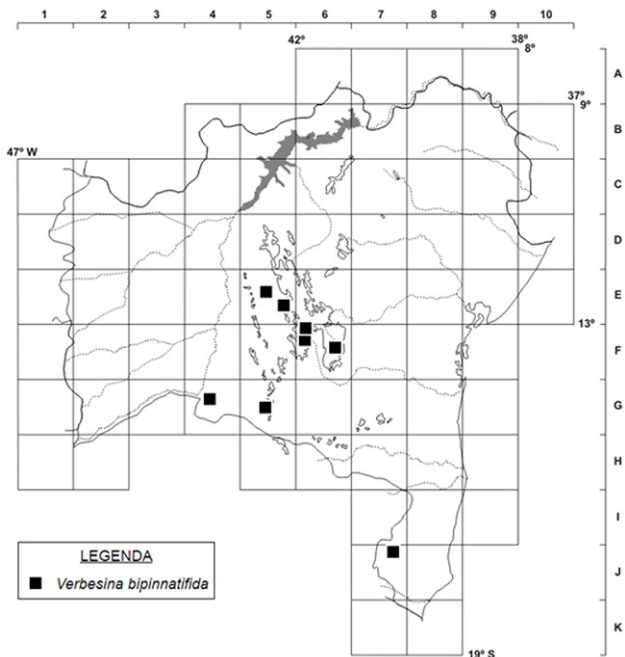 1 2 3 4 5 6 7 8 9 10
42° 38°
8°
A
37°
9°
B
47° W
C
D
E
13°
F
G
H
I
LEGENDA
Verbesina bipinnatifida
J
K
19° S